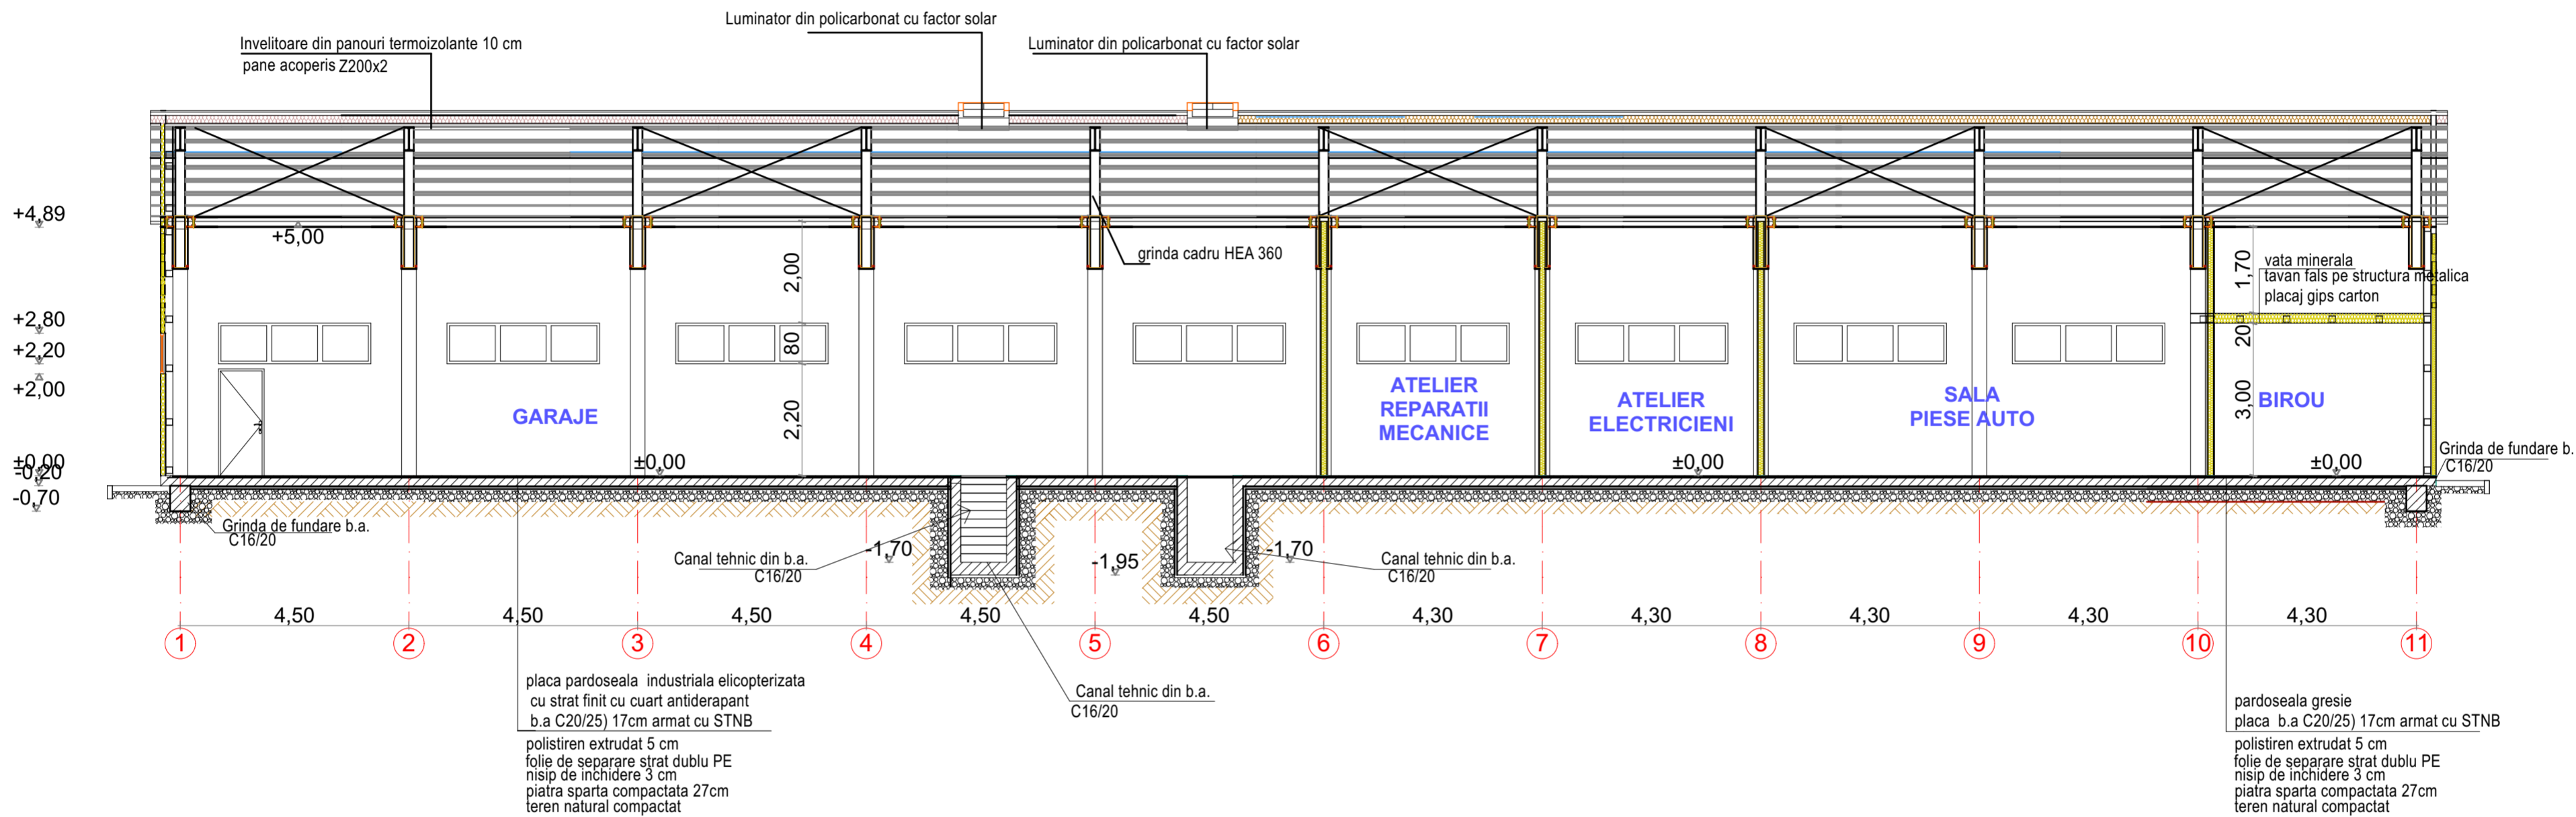 Luminator din policarbonat cu factor solar
Invelitoare din panouri termoizolante 10 cm
pane acoperis Z200x2
Luminator din policarbonat cu factor solar
+4,89
+5,00
grinda cadru HEA 360
2,00
1,70
vata minerala
tavan fals pe structura metalica
placaj gips carton
+2,80
+2,20
+2,00
80
20
2,20
3,00
GARAJE
ATELIER
REPARATII
MECANICE
ATELIER
ELECTRICIENI
SALA
PIESE AUTO
BIROU
±0,00
-0,20
-0,70
±0,00
±0,00
±0,00
Grinda de fundare b.
C16/20
Grinda de fundare b.a.
C16/20
Canal tehnic din b.a.
C16/20
-1,70
-1,95
-1,70
Canal tehnic din b.a.
C16/20
4,50
4,50
4,50
4,50
4,50
4,30
4,30
4,30
4,30
4,30
1
2
3
4
5
6
7
8
9
10
11
Canal tehnic din b.a.
C16/20
placa pardoseala industriala elicopterizata
cu strat finit cu cuart antiderapant
b.a C20/25) 17cm armat cu STNB
polistiren extrudat 5 cm
folie de separare strat dublu PE
nisip de inchidere 3 cm
piatra sparta compactata 27cm
teren natural compactat
pardoseala gresie
placa b.a C20/25) 17cm armat cu STNB
polistiren extrudat 5 cm
folie de separare strat dublu PE
nisip de inchidere 3 cm
piatra sparta compactata 27cm
teren natural compactat